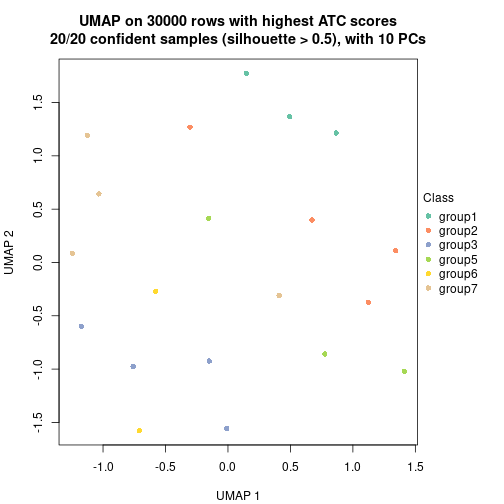 UMAP on 30000 rows with highest ATC scores
20/20 confident samples (silhouette > 0.5), with 10 PCs
UMAP 2
1.5
1.0
0.5
0.0
-0.5
-1.0
-1.5
-1.0
-0.5
0.0
0.5
1.0
1.5
UMAP 1
Class
group1
group2
group3
group5
group6
group7